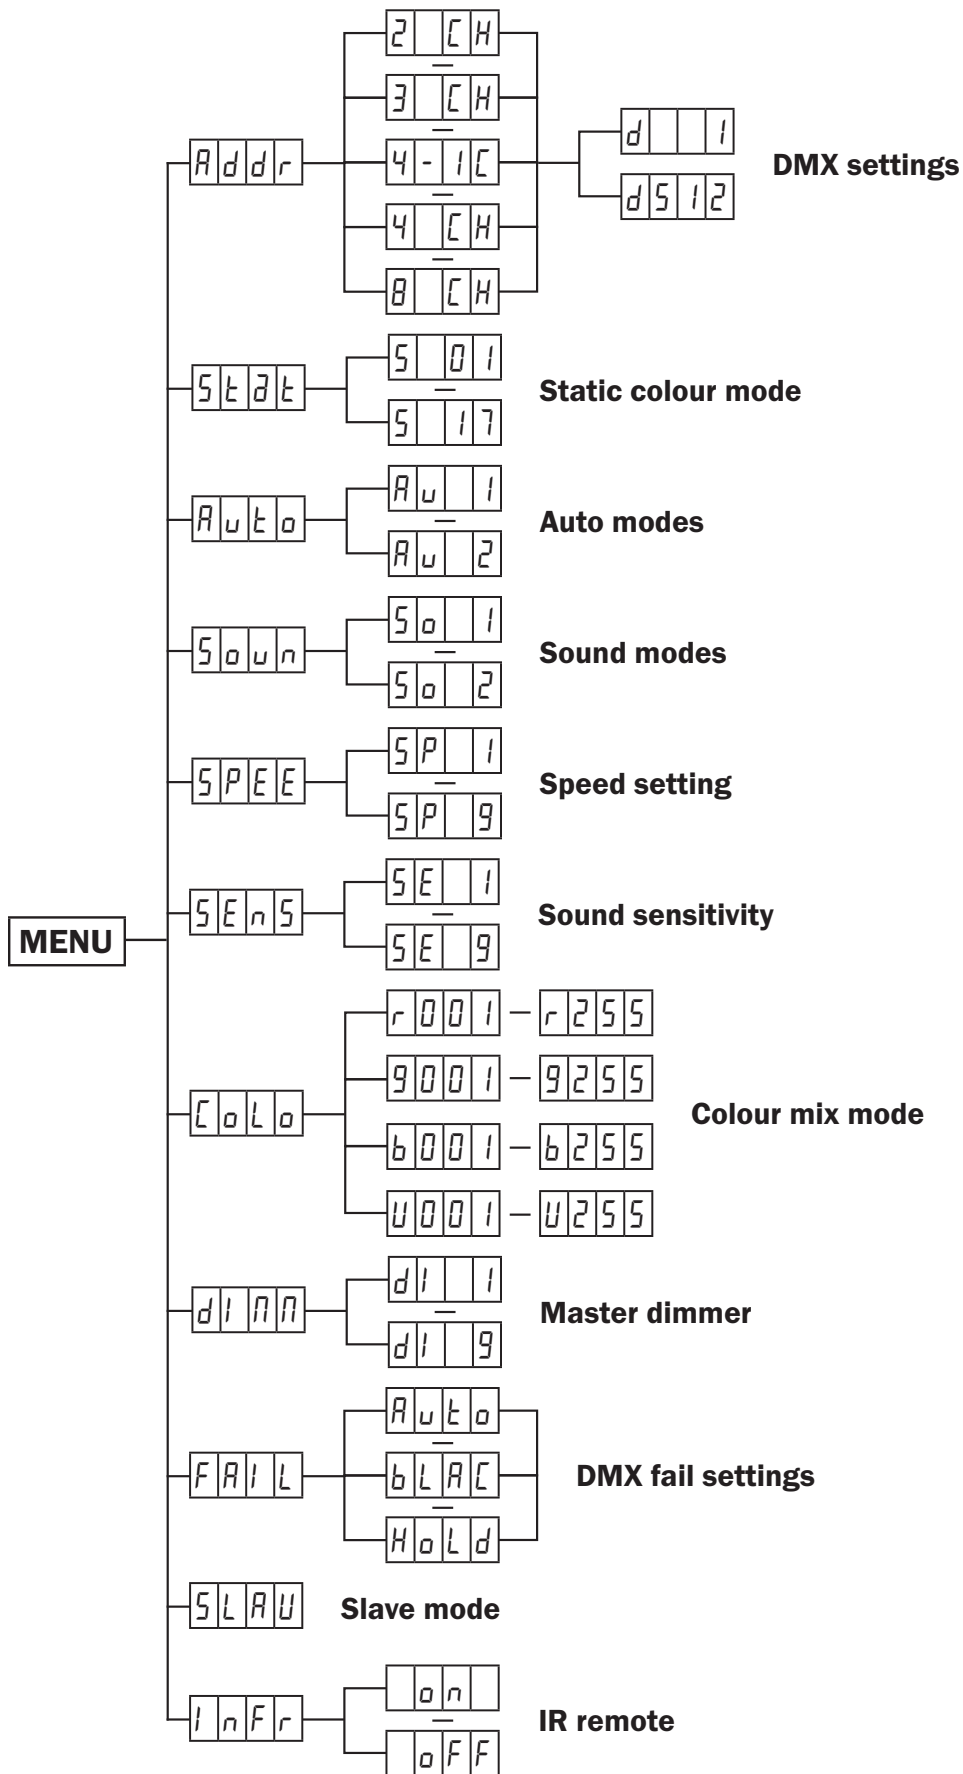 MENU
Addr
2 CH
3 CH
4-1C
4 CH
8 CH
d 1
d512
DMX settings
Stat
S 01
S 17
Static colour mode
Auto
Au 1
Au 2
Auto modes
Soun
So 1
So 2
Sound modes
SPEE
SP 1
SP 9
Speed setting
SEnS
SE 1
SE 9
Sound sensitivity
CoLo
r001 — r255
g001 — g255
b001 — b255
U001 — U255
Colour mix mode
dIMM
dI 1
dI 9
Master dimmer
FAIL
Auto
bLAC
HoLd
DMX fail settings
SLAU
Slave mode
InFr
on
oFF
IR remote